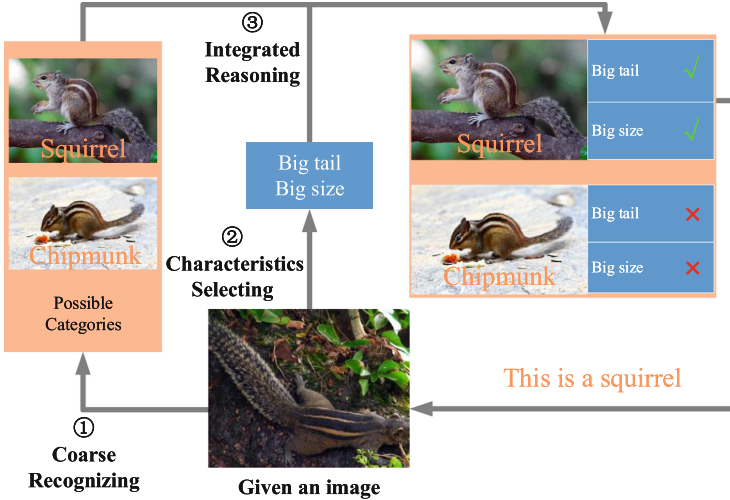 ③
Integrated
Reasoning
Squirrel
Chipmunk
Possible
Categories
Big tail
Big size
②
Characteristics
Selecting
Squirrel
Big tail √
Big size √
Chipmunk
Big tail ×
Big size ×
①
Coarse
Recognizing
Given an image
This is a squirrel